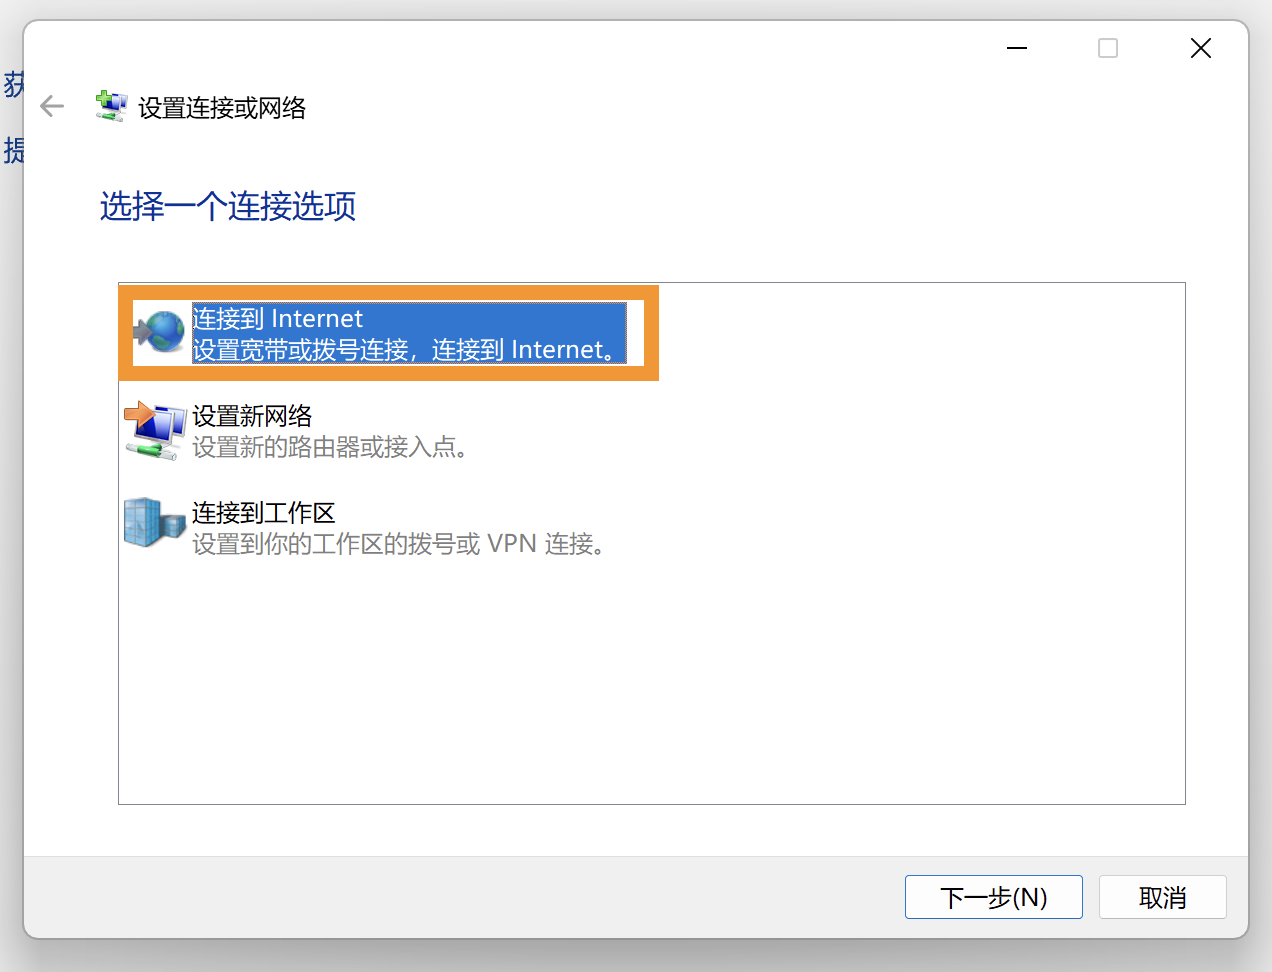 设置连接或网络
选择一个连接选项
连接到 Internet
设置宽带或拨号连接，连接到 Internet。
设置新网络
设置新的路由器或接入点。
连接到工作区
设置到你的工作区的拨号或 VPN 连接。
下一步(N)
取消